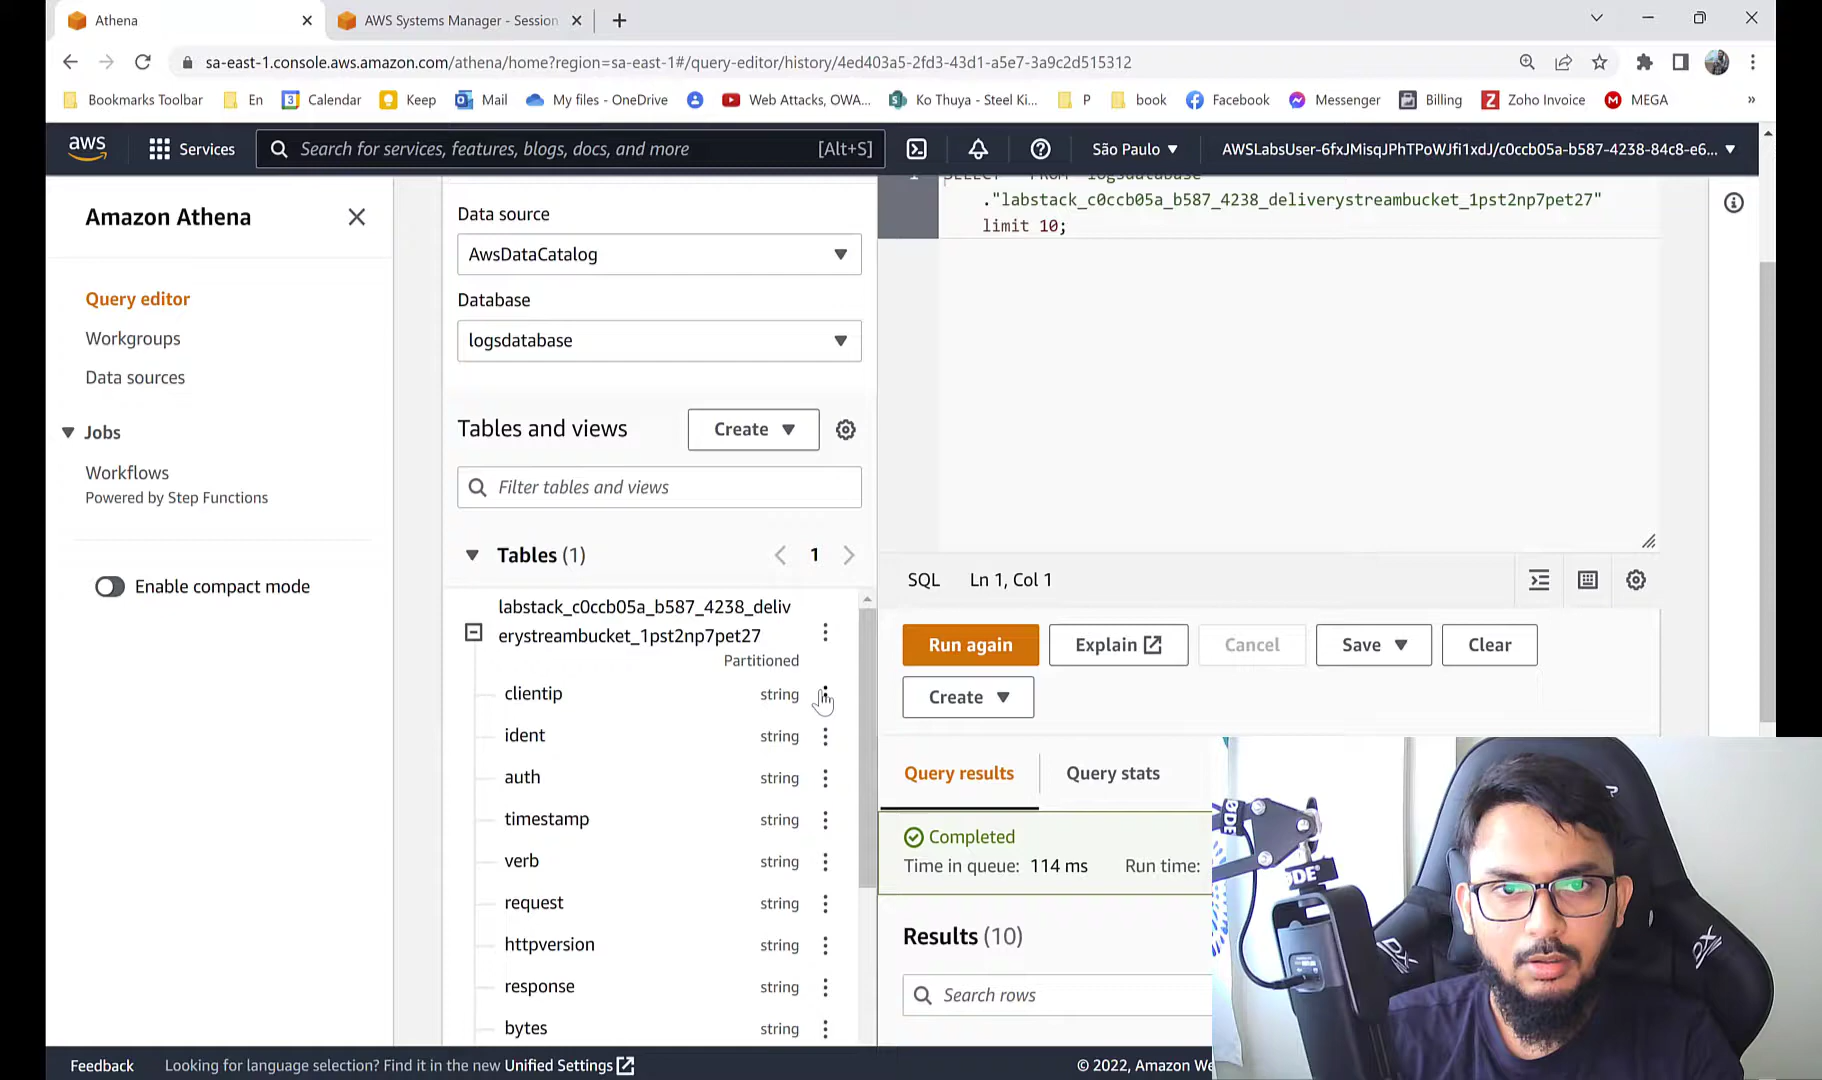 Athena
AWS Systems Manager - Session
sa-east-1.console.aws.amazon.com/athena/home?region=sa-east-1#/query-editor/history/4ed403a5-2fd3-43d1-a5e7-3a9c2d515312
Bookmarks Toolbar
En
Calendar
Keep
Mail
My files - OneDrive
Web Attacks, OWA...
Ko Thuya - Steel Ki...
P
book
Facebook
Messenger
Billing
Zoho Invoice
MEGA
»
aws
Services
Search for services, features, blogs, docs, and more
[Alt+S]
São Paulo
AWSLabsUser-6fxJMisqJPhTPoWJfi1xdJ/c0ccb05a-b587-4238-84c8-e6...
Amazon Athena
Query editor
Workgroups
Data sources
Jobs
Workflows
Powered by Step Functions
Enable compact mode
Data source
AwsDataCatalog
Database
logsdatabase
Tables and views
Create
Filter tables and views
Tables (1)
1
labstack_c0ccb05a_b587_4238_deliv
erystreambucket_1pst2np7pet27
Partitioned
clientip string
ident string
auth string
timestamp string
verb string
request string
httpversion string
response string
bytes string
1 SELECT * FROM "logsdatabase"
."labstack_c0ccb05a_b587_4238_deliverystreambucket_1pst2np7pet27"
limit 10;
SQL Ln 1, Col 1
Run again
Explain
Cancel
Save
Clear
Create
Query results
Query stats
Completed
Time in queue: 114 ms Run time:
Results (10)
Search rows
Feedback
Looking for language selection? Find it in the new Unified Settings
© 2022, Amazon We